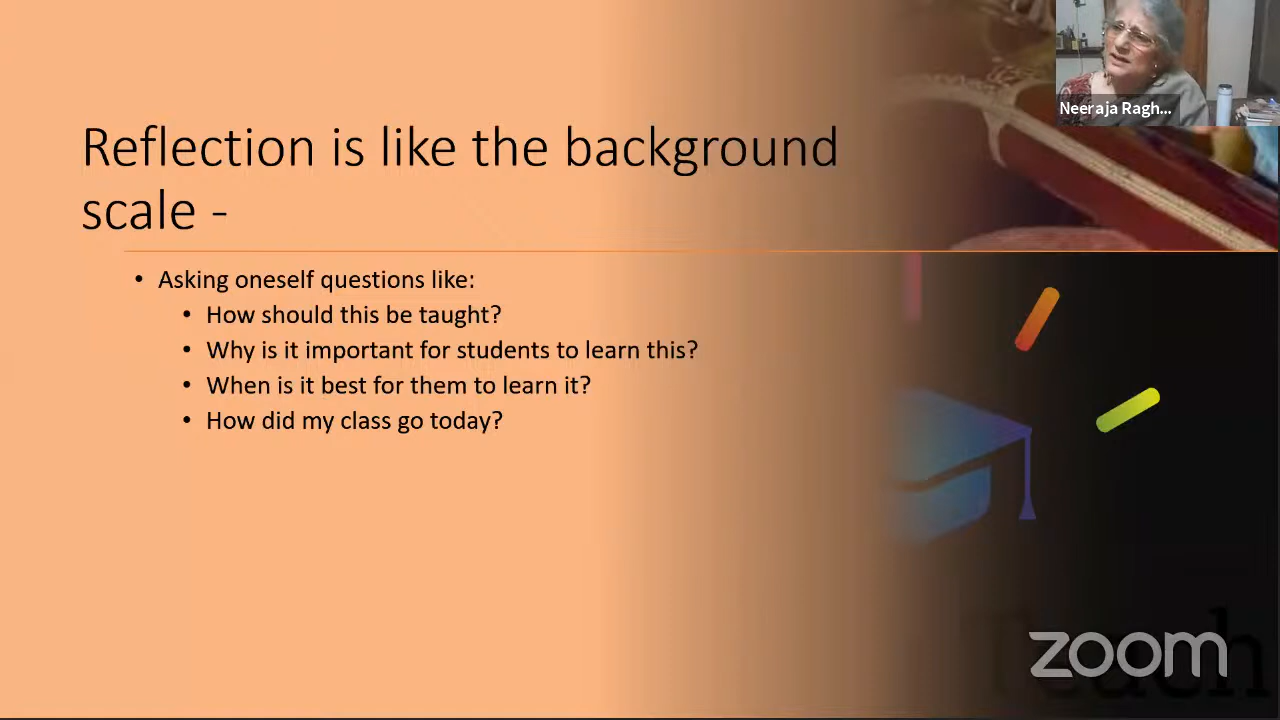 Neeraja Ragh...
Reflection is like the background
scale -
• Asking oneself questions like:
• How should this be taught?
• Why is it important for students to learn this?
• When is it best for them to learn it?
• How did my class go today?
zoom